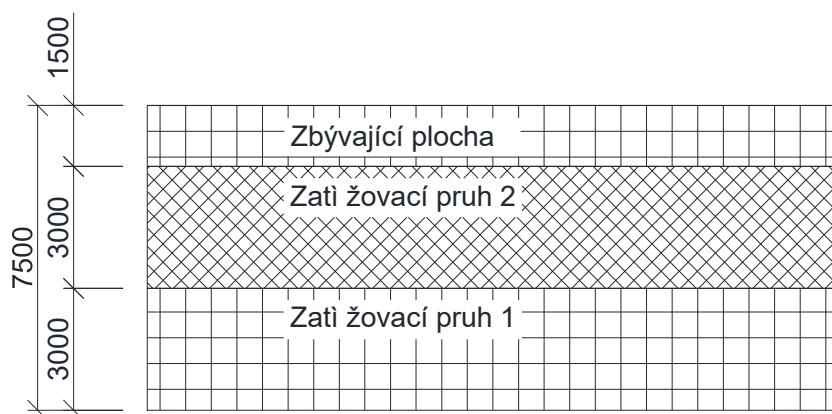 1500
Zbývající plocha
Zatì žovací pruh 2
3000
7500
Zatì žovací pruh 1
3000